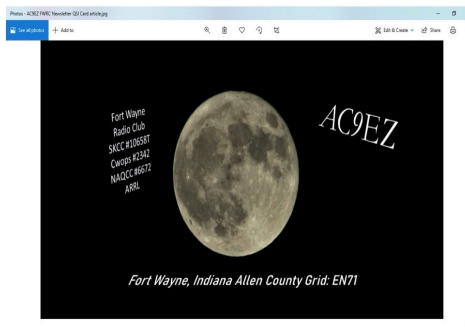 Photos - AC9EZ FWRC Newsletter QSl Card article.jpg
See all photos + Add to Edit & Create Share
Fort Wayne
Radio Club
SKCC #10658T
Cwops #2342
NAQCC #6672
ARRL
AC9EZ
Fort Wayne, Indiana Allen County Grid: EN71